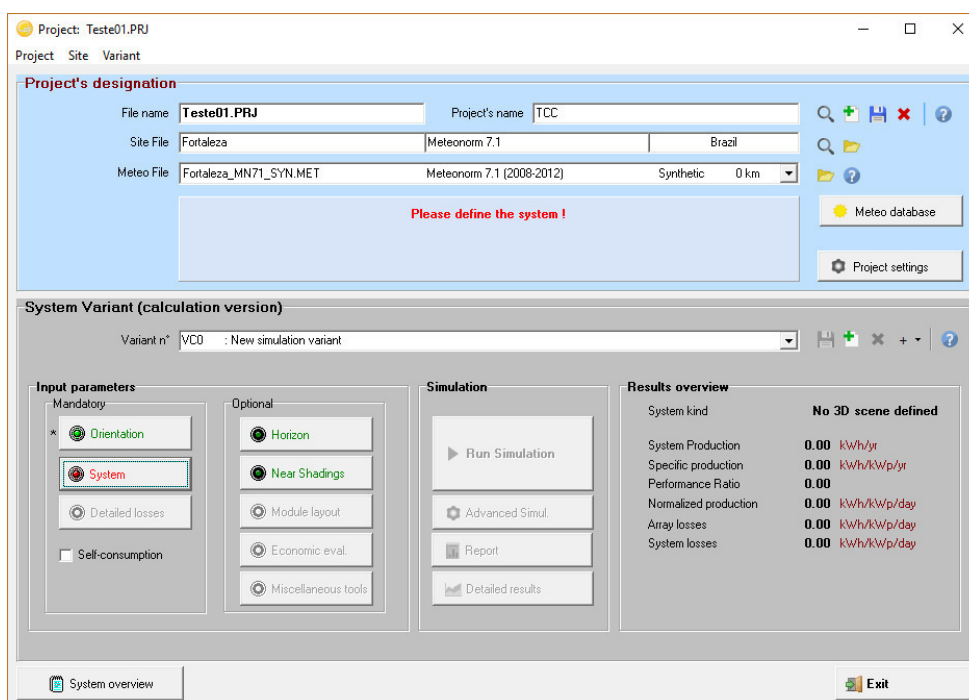 Project: Teste01.PRJ
Project Site Variant
Project's designation
File name Teste01.PRJ Project's name TCC
Site File Fortaleza Meteonorm 7.1 Brazil
Meteo File Fortaleza_MN71_SYN.MET Meteonorm 7.1 (2008-2012) Synthetic 0 km
Please define the system !
Meteo database
Project settings
System Variant (calculation version)
Variant n° VC0 : New simulation variant
Input parameters
Mandatory
* Orientation
System
Detailed losses
Self-consumption
Optional
Horizon
Near Shadings
Module layout
Economic eval.
Miscellaneous tools
Simulation
Run Simulation
Advanced Simul.
Report
Detailed results
Results overview
System kind No 3D scene defined
System Production 0.00 kWh/yr
Specific production 0.00 kWh/kWp/yr
Performance Ratio 0.00
Normalized production 0.00 kWh/kWp/day
Array losses 0.00 kWh/kWp/day
System losses 0.00 kWh/kWp/day
System overview
Exit